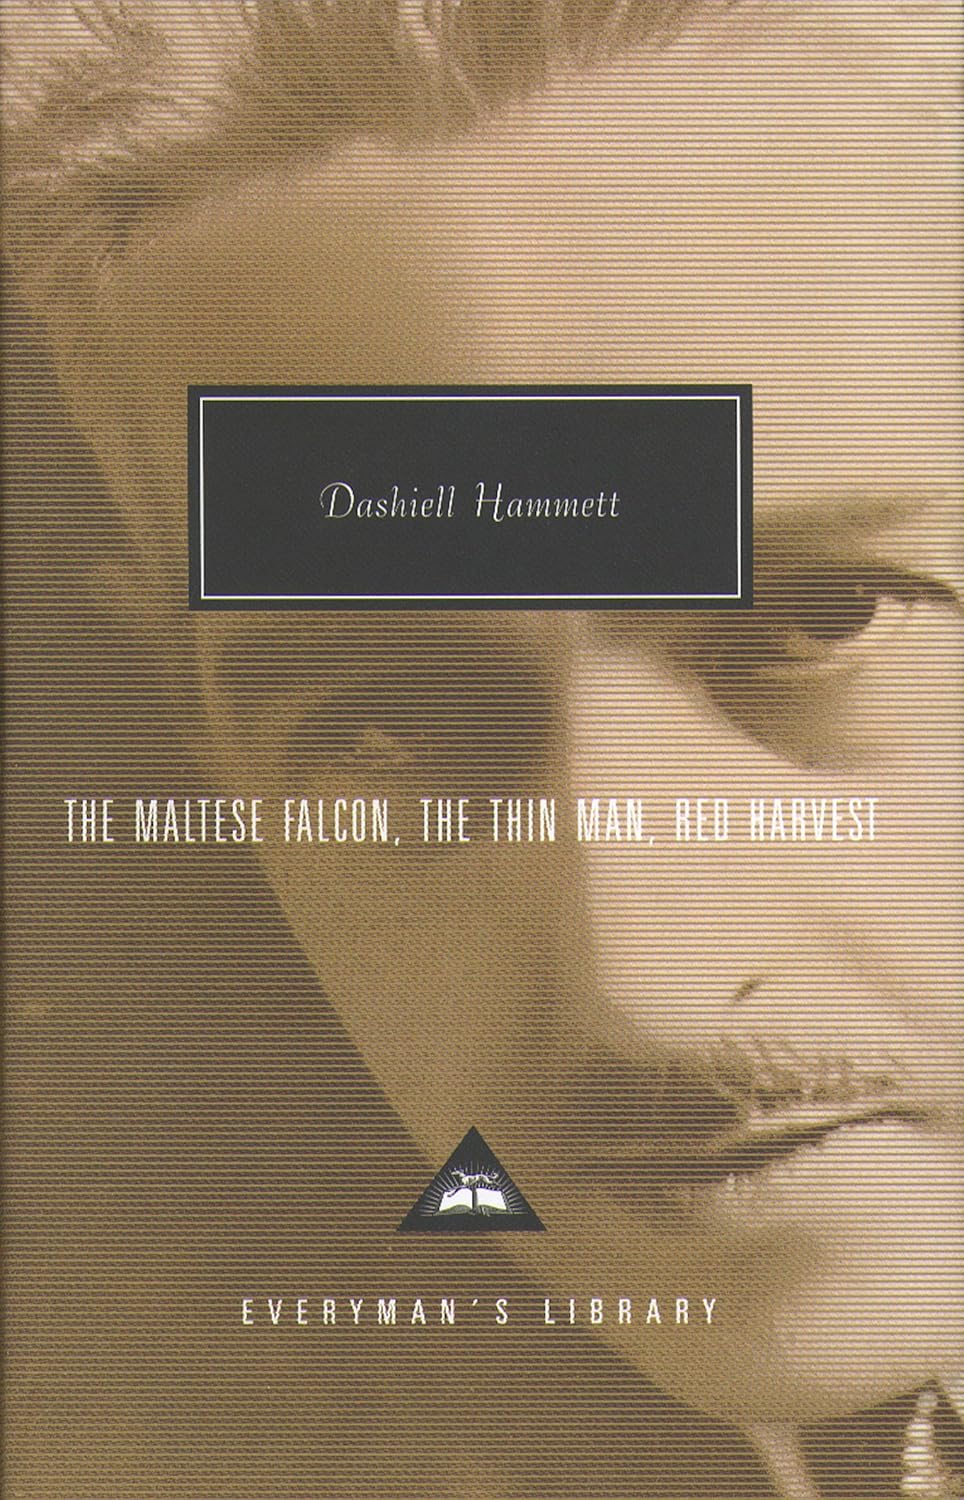 Dashiell Hammett
THE MALTESE FALCON, THE THIN MAN, RED HARVEST
EVERYMAN'S LIBRARY